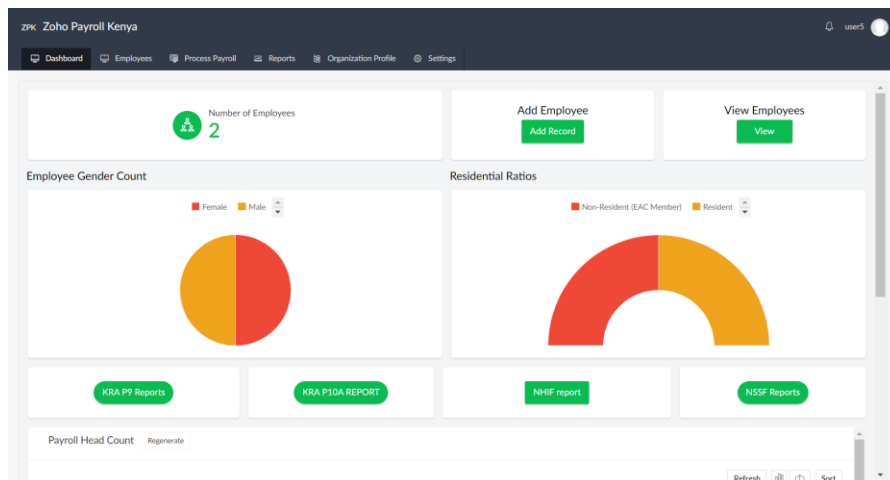 ZPK Zoho Payroll Kenya
user5
Dashboard Employees Process Payroll Reports Organization Profile Settings
Number of Employees
2
Add Employee
Add Record
View Employees
View
Employee Gender Count
Residential Ratios
Female Male
Non-Resident (EAC Member) Resident
KRA P9 Reports
KRA P10A REPORT
NHIF report
NSSF Reports
Payroll Head Count Regenerate
Refresh Sort